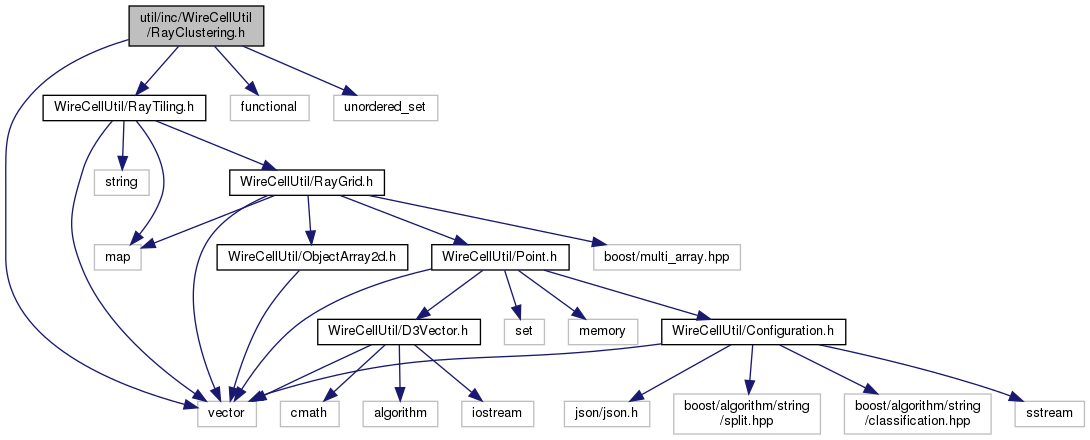 util/inc/WireCellUtil
/RayClustering.h
WireCellUtil/RayTiling.h
functional
unordered_set
string
WireCellUtil/RayGrid.h
map
WireCellUtil/ObjectArray2d.h
WireCellUtil/Point.h
boost/multi_array.hpp
WireCellUtil/D3Vector.h
set
memory
WireCellUtil/Configuration.h
vector
cmath
algorithm
iostream
json/json.h
boost/algorithm/string
/split.hpp
boost/algorithm/string
/classification.hpp
sstream